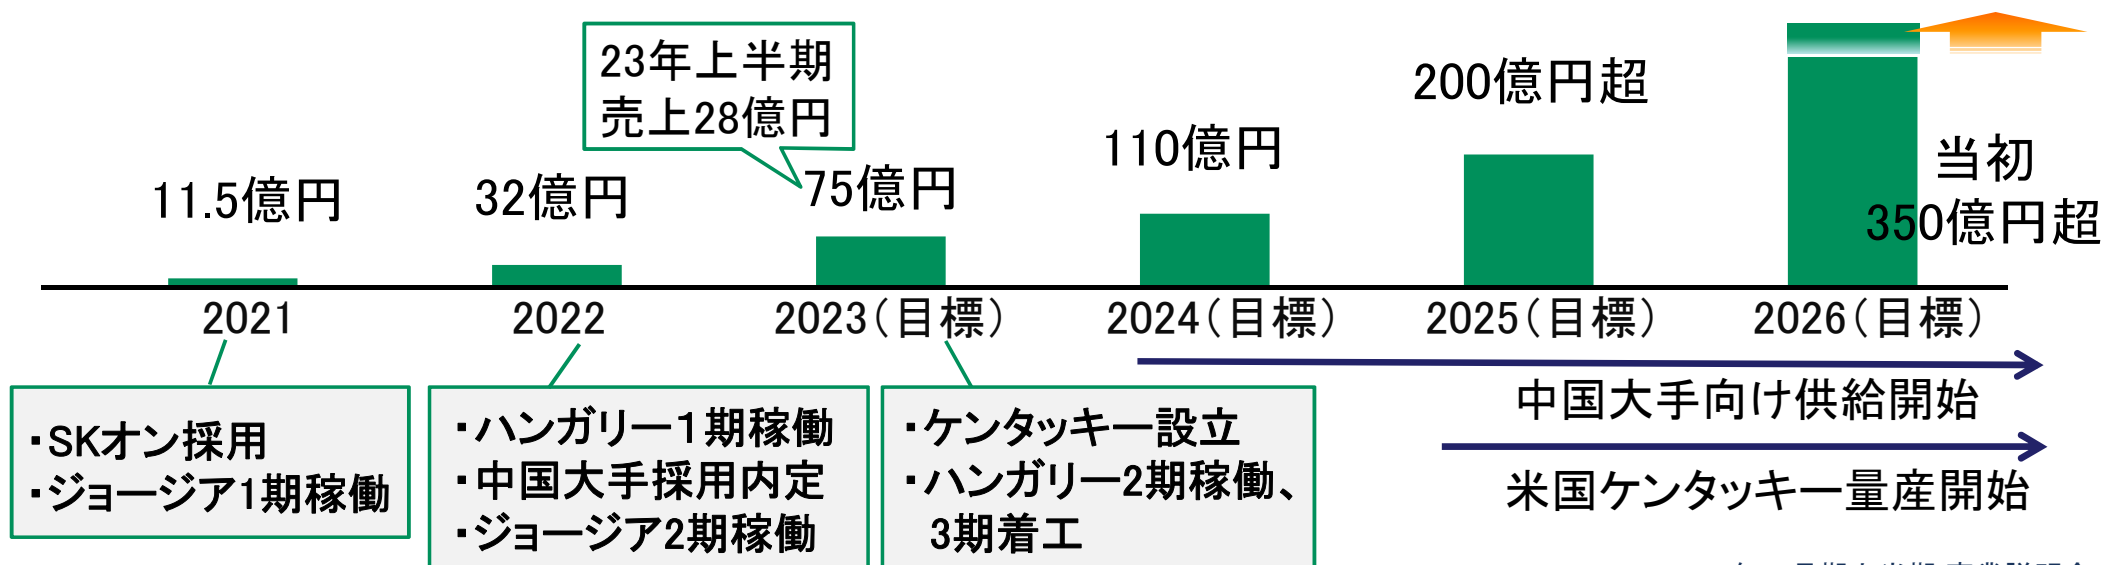 23年上半期
売上28億円
11.5億円
32億円
75億円
110億円
200億円超
当初
350億円超
2021
2022
2023(目標)
2024(目標)
2025(目標)
2026(目標)
・SKオン採用
・ジョージア1期稼働
・ハンガリー1期稼働
・中国大手採用内定
・ジョージア2期稼働
・ケンタッキー設立
・ハンガリー2期稼働、
3期着工
中国大手向け供給開始
米国ケンタッキー量産開始